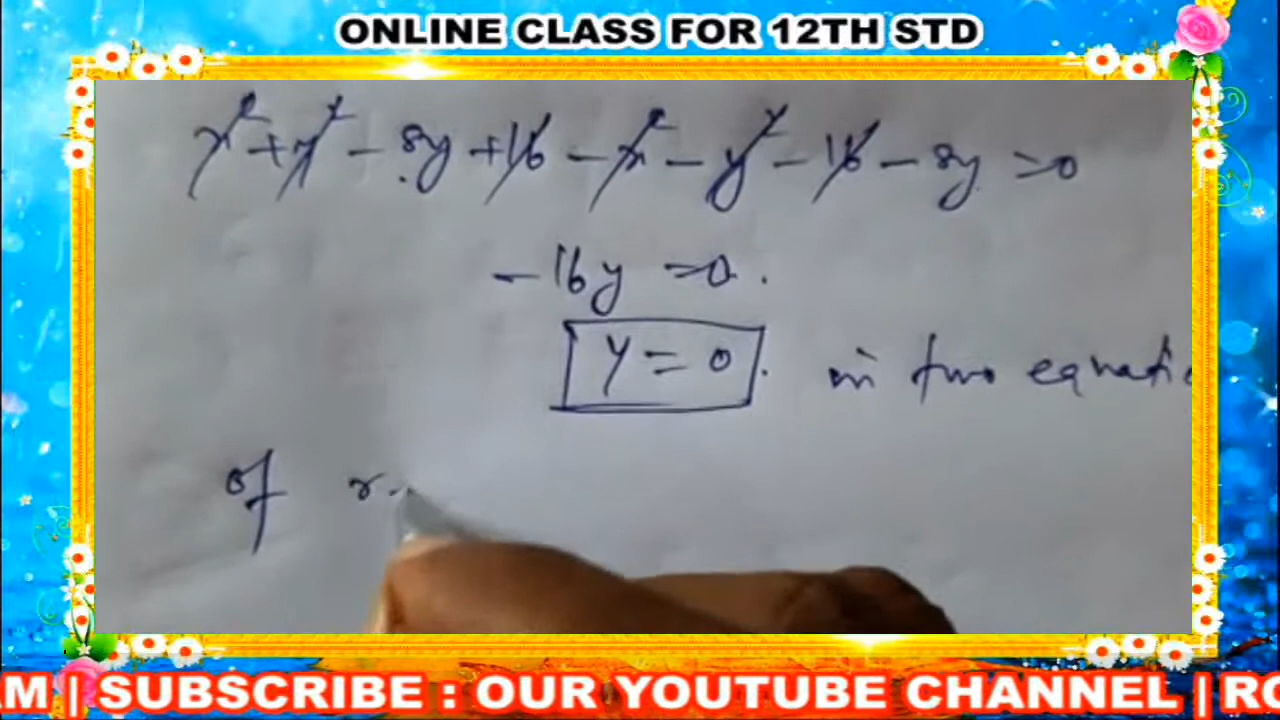 ONLINE CLASS FOR 12TH STD
x² + y² - 8y + 16 - x² - y² - 16 - 8y = 0
-16y = 0.
y = 0. in two equatio
of r.
M | SUBSCRIBE : OUR YOUTUBE CHANNEL | RO